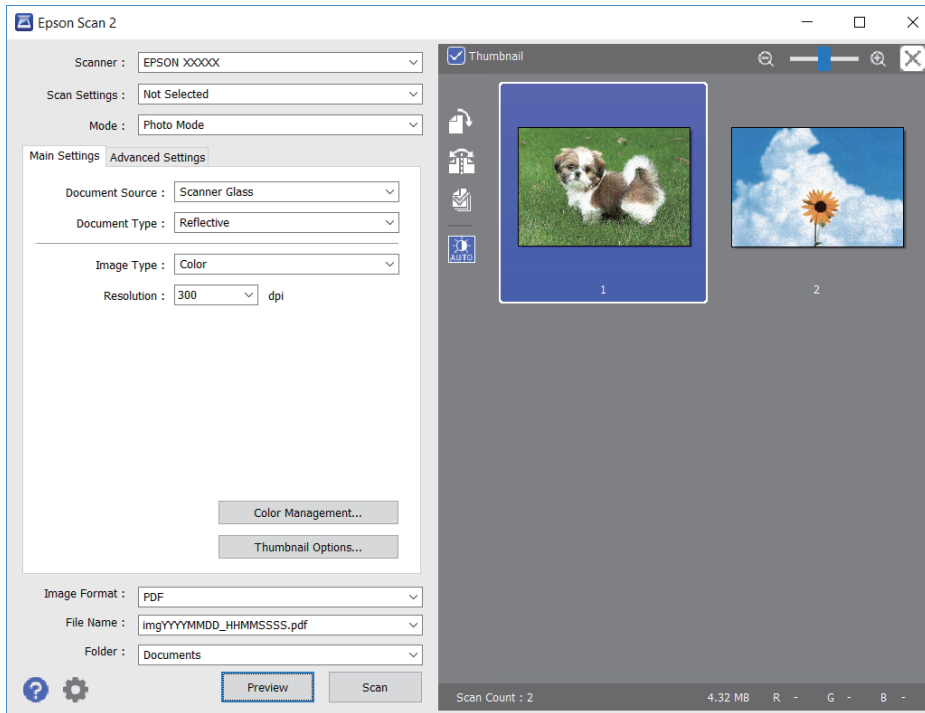 Epson Scan 2
Scanner : EPSON XXXXX
Scan Settings : Not Selected
Mode : Photo Mode
Main Settings Advanced Settings
Document Source : Scanner Glass
Document Type : Reflective
Image Type : Color
Resolution : 300 dpi
Color Management...
Thumbnail Options...
Image Format : PDF
File Name : imgYYYYMMDD_HHMMSSSS.pdf
Folder : Documents
? Preview Scan
Thumbnail
AUTO
1 2
Scan Count : 2 4.32 MB R - G - B -